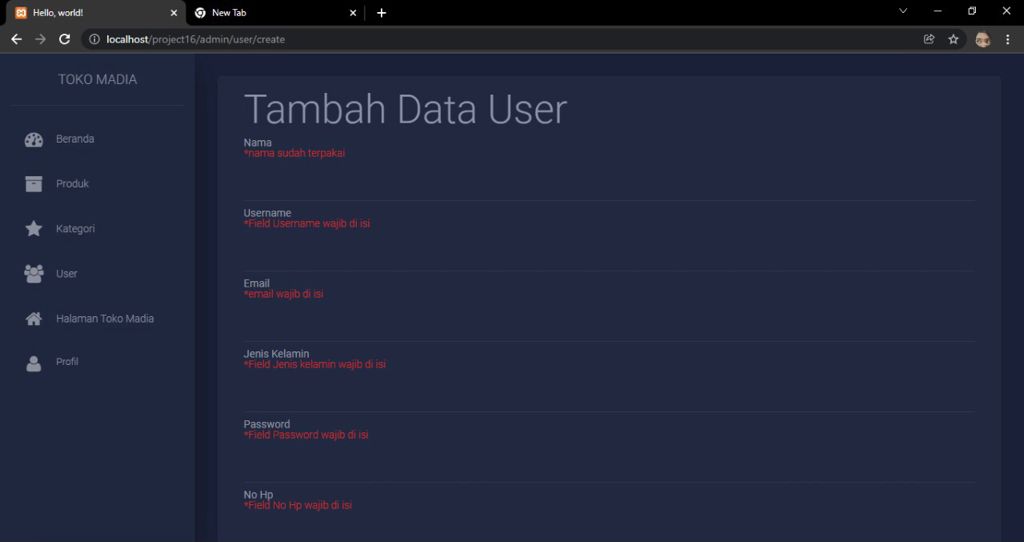 Hello, world!
New Tab
localhost/project16/admin/user/create
TOKO MADIA
Beranda
Produk
Kategori
User
Halaman Toko Madia
Profil
Tambah Data User
Nama
*nama sudah terpakai
Username
*Field Username wajib di isi
Email
*email wajib di isi
Jenis Kelamin
*Field Jenis kelamin wajib di isi
Password
*Field Password wajib di isi
No Hp
*Field No Hp wajib di isi